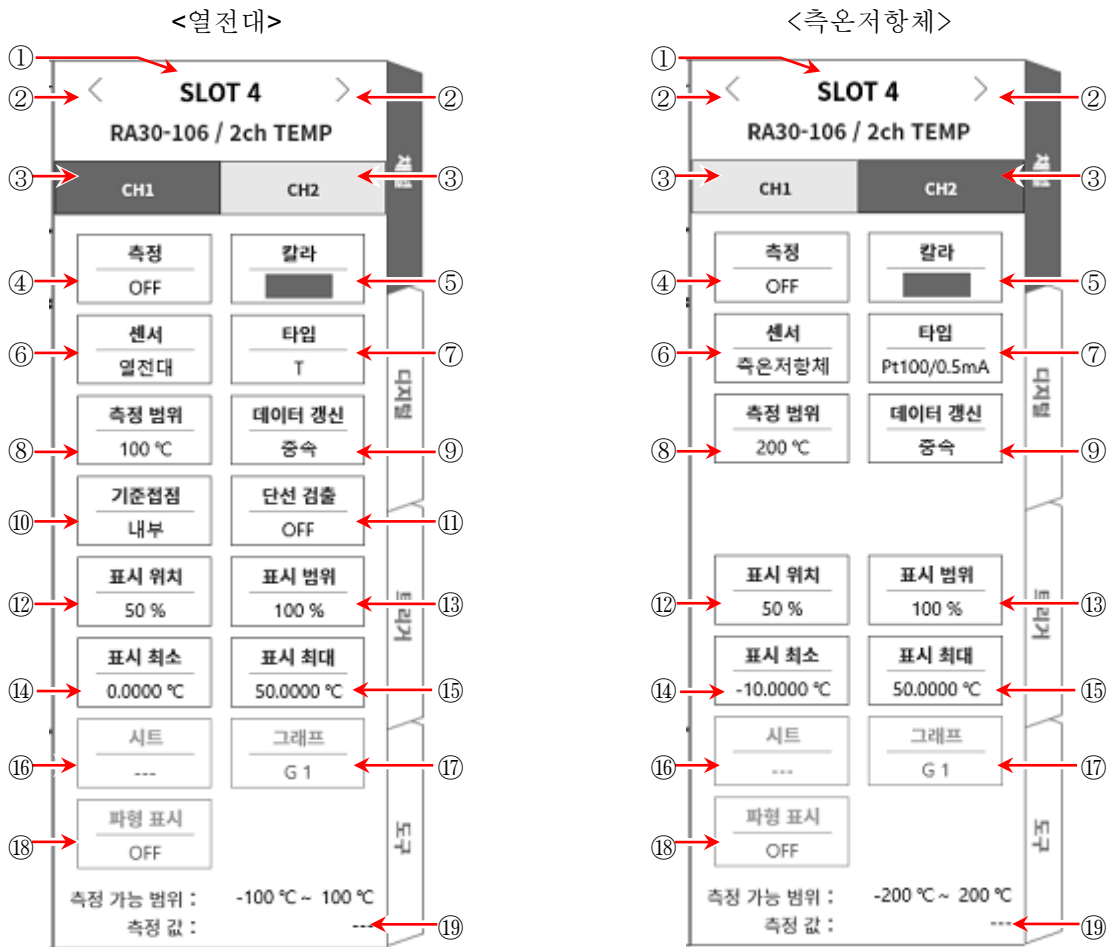 <열전대>
①
SLOT 4
② < > ②
RA30-106 / 2ch TEMP
③ CH1 CH2 ③
측정 칼라
④ OFF ⑤
센서 타입
⑥ 열전대 T ⑦
측정 범위 데이터 갱신
⑧ 100 ℃ 중속 ⑨
기준접점 단선 검출
⑩ 내부 OFF ⑪
표시 위치 표시 범위
⑫ 50 % 100 % ⑬
표시 최소 표시 최대
⑭ 0.0000 ℃ 50.0000 ℃ ⑮
시트 그래프
⑯ --- G 1 ⑰
파형 표시
⑱ OFF
측정 가능 범위 : -100 ℃ ~ 100 ℃
측정 값 : --- ⑲
채널
디지털
트리거
도구
<측온저항체>
①
SLOT 4
② < > ②
RA30-106 / 2ch TEMP
③ CH1 CH2 ③
측정 칼라
④ OFF ⑤
센서 타입
⑥ 측온저항체 Pt100/0.5mA ⑦
측정 범위 데이터 갱신
⑧ 200 ℃ 중속 ⑨
표시 위치 표시 범위
⑫ 50 % 100 % ⑬
표시 최소 표시 최대
⑭ -10.0000 ℃ 50.0000 ℃ ⑮
시트 그래프
⑯ --- G 1 ⑰
파형 표시
⑱ OFF
측정 가능 범위 : -200 ℃ ~ 200 ℃
측정 값 : --- ⑲
채널
디지털
트리거
도구